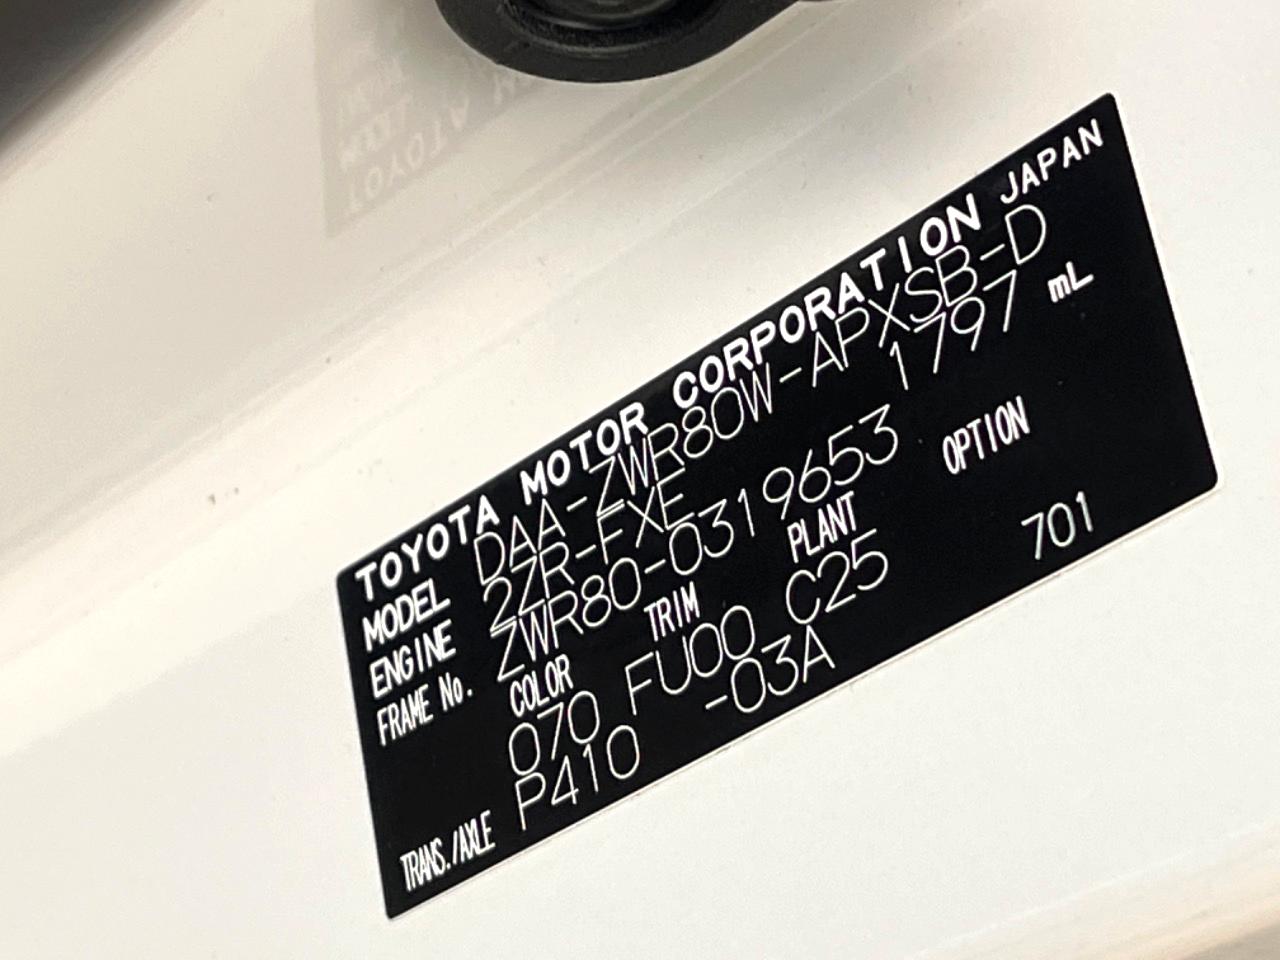 TOYOTA MOTOR CORPORATION JAPAN
MODEL DAA-ZWR80W-APXSB-D
ENGINE 2ZR-FXE 1797 mL
FRAME No. ZWR80-0319653
COLOR TRIM PLANT OPTION
070 FU00 C25 701
TRANS./AXLE P410 -03A